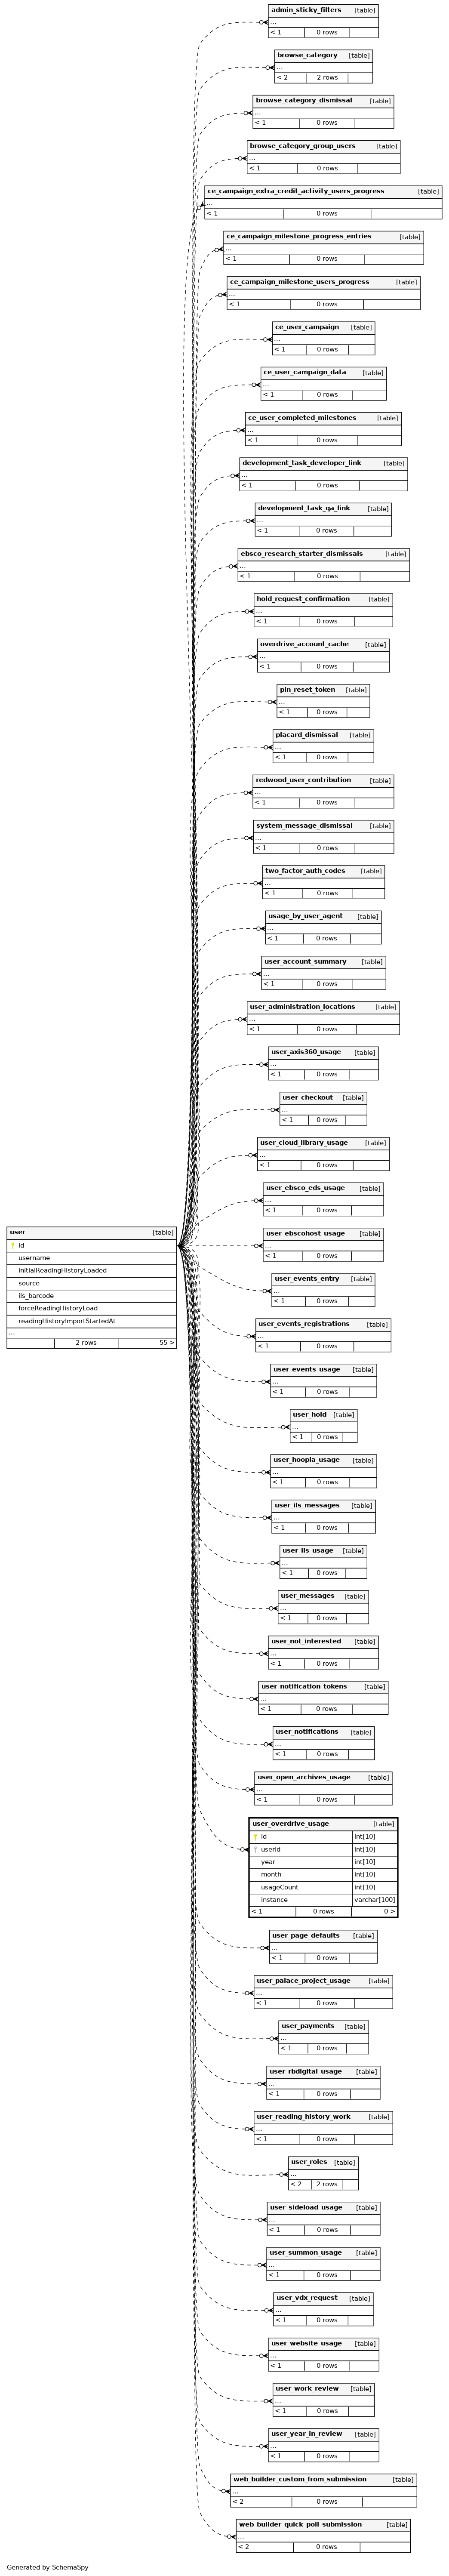 admin_sticky_filters [table]
...
< 1 0 rows
browse_category [table]
...
< 2 2 rows
browse_category_dismissal [table]
...
< 1 0 rows
browse_category_group_users [table]
...
< 1 0 rows
ce_campaign_extra_credit_activity_users_progress [table]
...
< 1 0 rows
ce_campaign_milestone_progress_entries [table]
...
< 1 0 rows
ce_campaign_milestone_users_progress [table]
...
< 1 0 rows
ce_user_campaign [table]
...
< 1 0 rows
ce_user_campaign_data [table]
...
< 1 0 rows
ce_user_completed_milestones [table]
...
< 1 0 rows
development_task_developer_link [table]
...
< 1 0 rows
development_task_qa_link [table]
...
< 1 0 rows
ebsco_research_starter_dismissals [table]
...
< 1 0 rows
hold_request_confirmation [table]
...
< 1 0 rows
overdrive_account_cache [table]
...
< 1 0 rows
pin_reset_token [table]
...
< 1 0 rows
placard_dismissal [table]
...
< 1 0 rows
redwood_user_contribution [table]
...
< 1 0 rows
system_message_dismissal [table]
...
< 1 0 rows
two_factor_auth_codes [table]
...
< 1 0 rows
usage_by_user_agent [table]
...
< 1 0 rows
user_account_summary [table]
...
< 1 0 rows
user_administration_locations [table]
...
< 1 0 rows
user_axis360_usage [table]
...
< 1 0 rows
user_checkout [table]
...
< 1 0 rows
user_cloud_library_usage [table]
...
< 1 0 rows
user_ebsco_eds_usage [table]
...
< 1 0 rows
user [table]
id
username
initialReadingHistoryLoaded
source
ils_barcode
forceReadingHistoryLoad
readingHistoryImportStartedAt
...
2 rows 55 >
user_ebscohost_usage [table]
...
< 1 0 rows
user_events_entry [table]
...
< 1 0 rows
user_events_registrations [table]
...
< 1 0 rows
user_events_usage [table]
...
< 1 0 rows
user_hold [table]
...
< 1 0 rows
user_hoopla_usage [table]
...
< 1 0 rows
user_ils_messages [table]
...
< 1 0 rows
user_ils_usage [table]
...
< 1 0 rows
user_messages [table]
...
< 1 0 rows
user_not_interested [table]
...
< 1 0 rows
user_notification_tokens [table]
...
< 1 0 rows
user_notifications [table]
...
< 1 0 rows
user_open_archives_usage [table]
...
< 1 0 rows
user_overdrive_usage [table]
id int[10]
userId int[10]
year int[10]
month int[10]
usageCount int[10]
instance varchar[100]
< 1 0 rows 0 >
user_page_defaults [table]
...
< 1 0 rows
user_palace_project_usage [table]
...
< 1 0 rows
user_payments [table]
...
< 1 0 rows
user_rbdigital_usage [table]
...
< 1 0 rows
user_reading_history_work [table]
...
< 1 0 rows
user_roles [table]
...
< 2 2 rows
user_sideload_usage [table]
...
< 1 0 rows
user_summon_usage [table]
...
< 1 0 rows
user_vdx_request [table]
...
< 1 0 rows
user_website_usage [table]
...
< 1 0 rows
user_work_review [table]
...
< 1 0 rows
user_year_in_review [table]
...
< 1 0 rows
web_builder_custom_from_submission [table]
...
< 2 0 rows
web_builder_quick_poll_submission [table]
...
< 2 0 rows
Generated by SchemaSpy